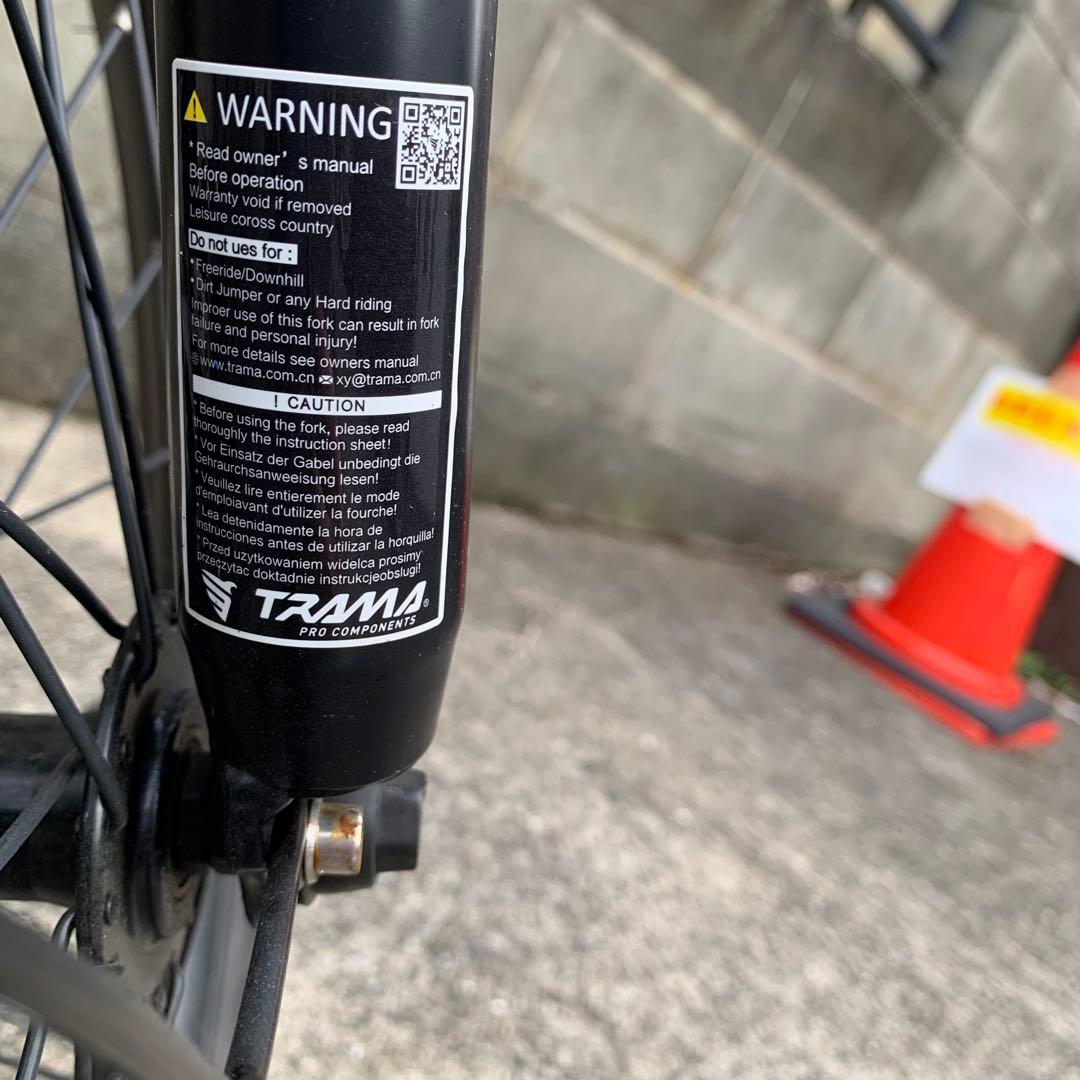 WARNING
* Read owner's manual
Before operation
Warranty void if removed
Leisure coross country
Do not ues for :
* Freeride/Downhill
* Dirt Jumper or any Hard riding
Improer use of this fork can result in fork
failure and personal injury!
For more details see owners manual
www.trama.com.cn xy@trama.com.cn
! CAUTION
* Before using the fork, please read
thoroughly the instruction sheet!
* Vor Einsatz der Gabel unbedingt die
Gehraurchsanweeisung lesen!
* Veuillez lire entierement le mode
d'emploiavant d'utilizer la fourche!
* Lea detenidamente la hora de
instrucciones antes de utilizar la horquilla!
* Przed uzytkowaniem widelca prosimy
przeczytac doktadnie instrukcjeobslugi!
TRAMA®
PRO COMPONENTS